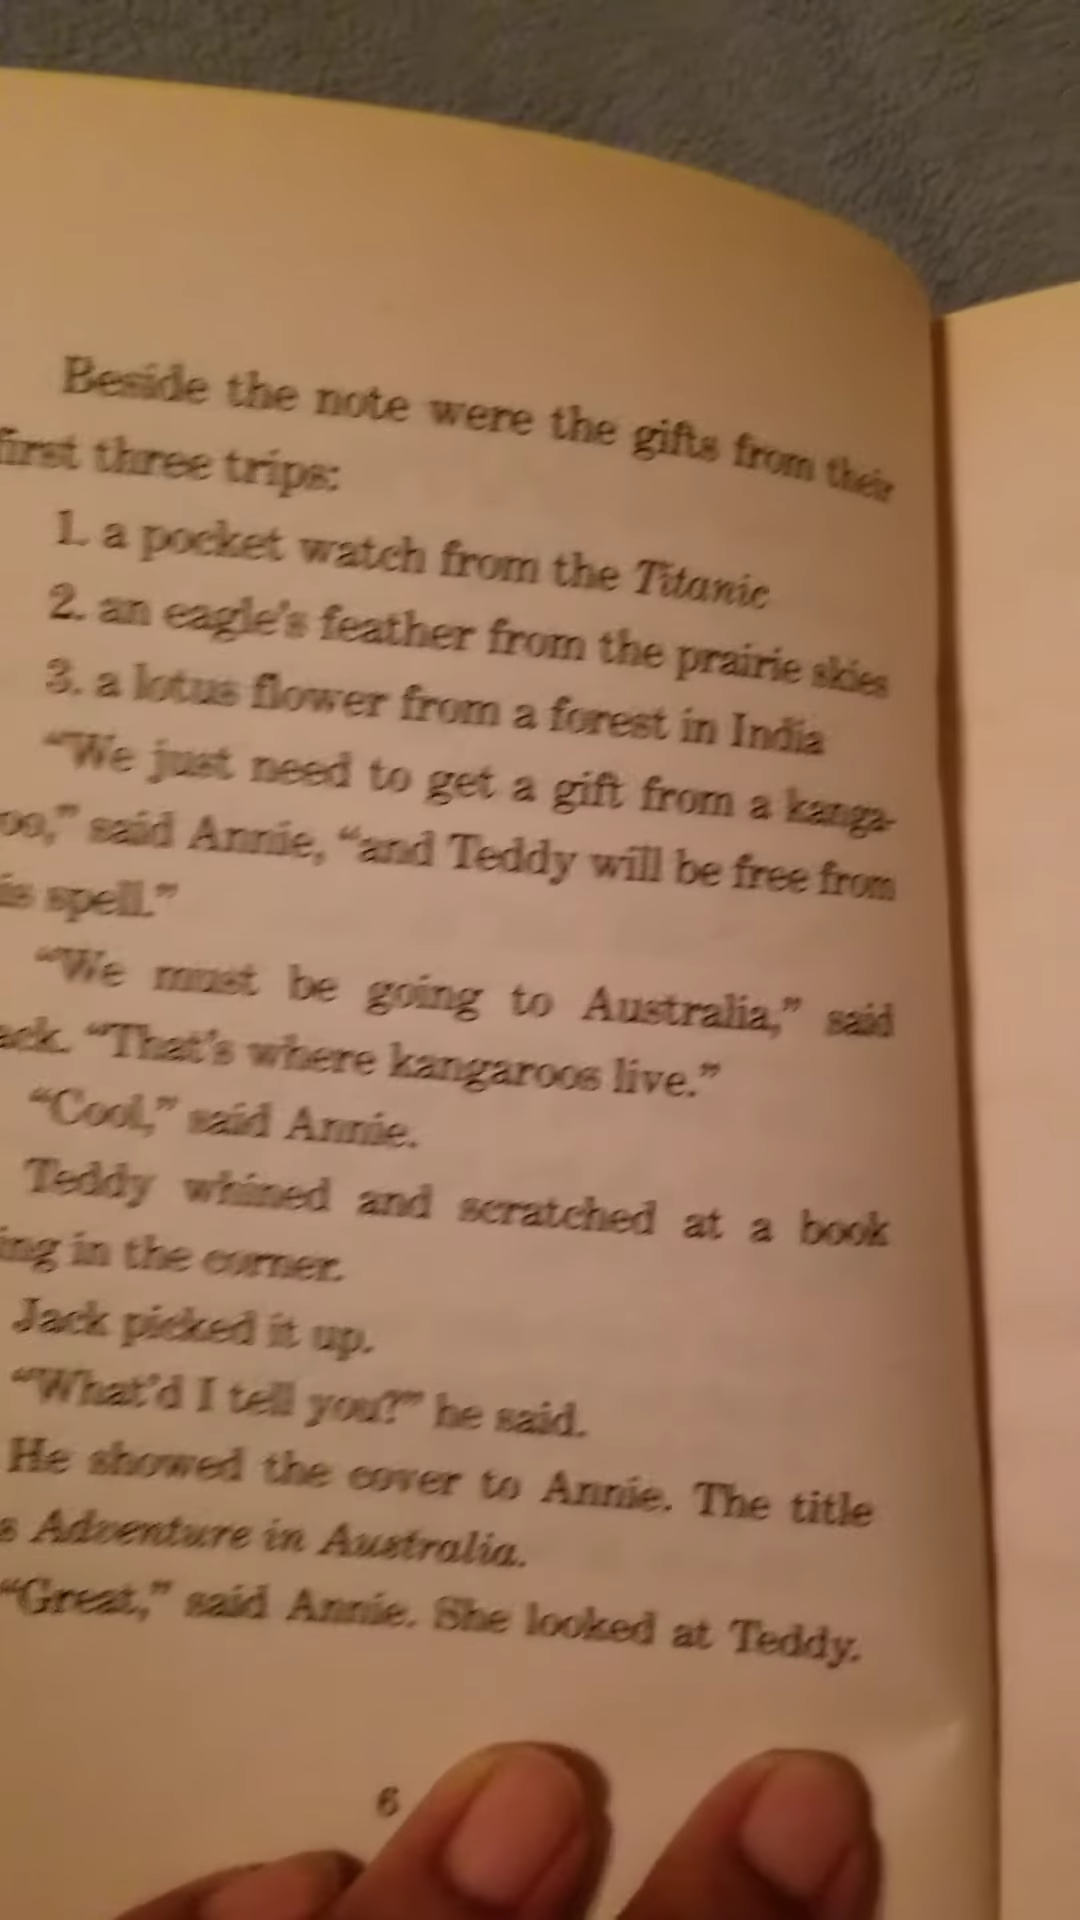 Beside the note were the gifts from their
first three trips:
1. a pocket watch from the Titanic
2. an eagle's feather from the prairie skies
3. a lotus flower from a forest in India
“We just need to get a gift from a kanga-
oo,” said Annie, “and Teddy will be free from
is spell.”
“We must be going to Australia,” said
ack. “That's where kangaroos live.”
“Cool,” said Annie.
Teddy whined and scratched at a book
ing in the corner.
Jack picked it up.
“What'd I tell you?” he said.
He showed the cover to Annie. The title
s Adventure in Australia.
“Great,” said Annie. She looked at Teddy.
6